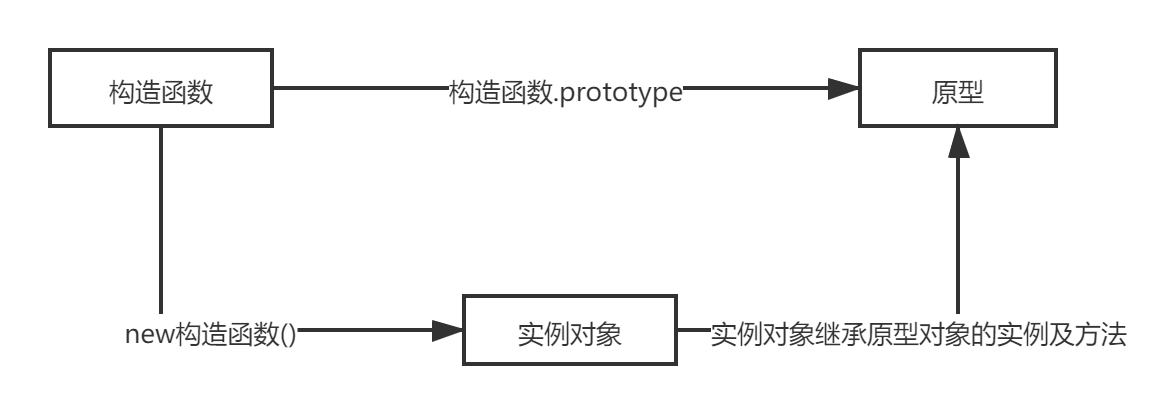 构造函数
构造函数.prototype
原型
new构造函数()
实例对象
实例对象继承原型对象的实例及方法